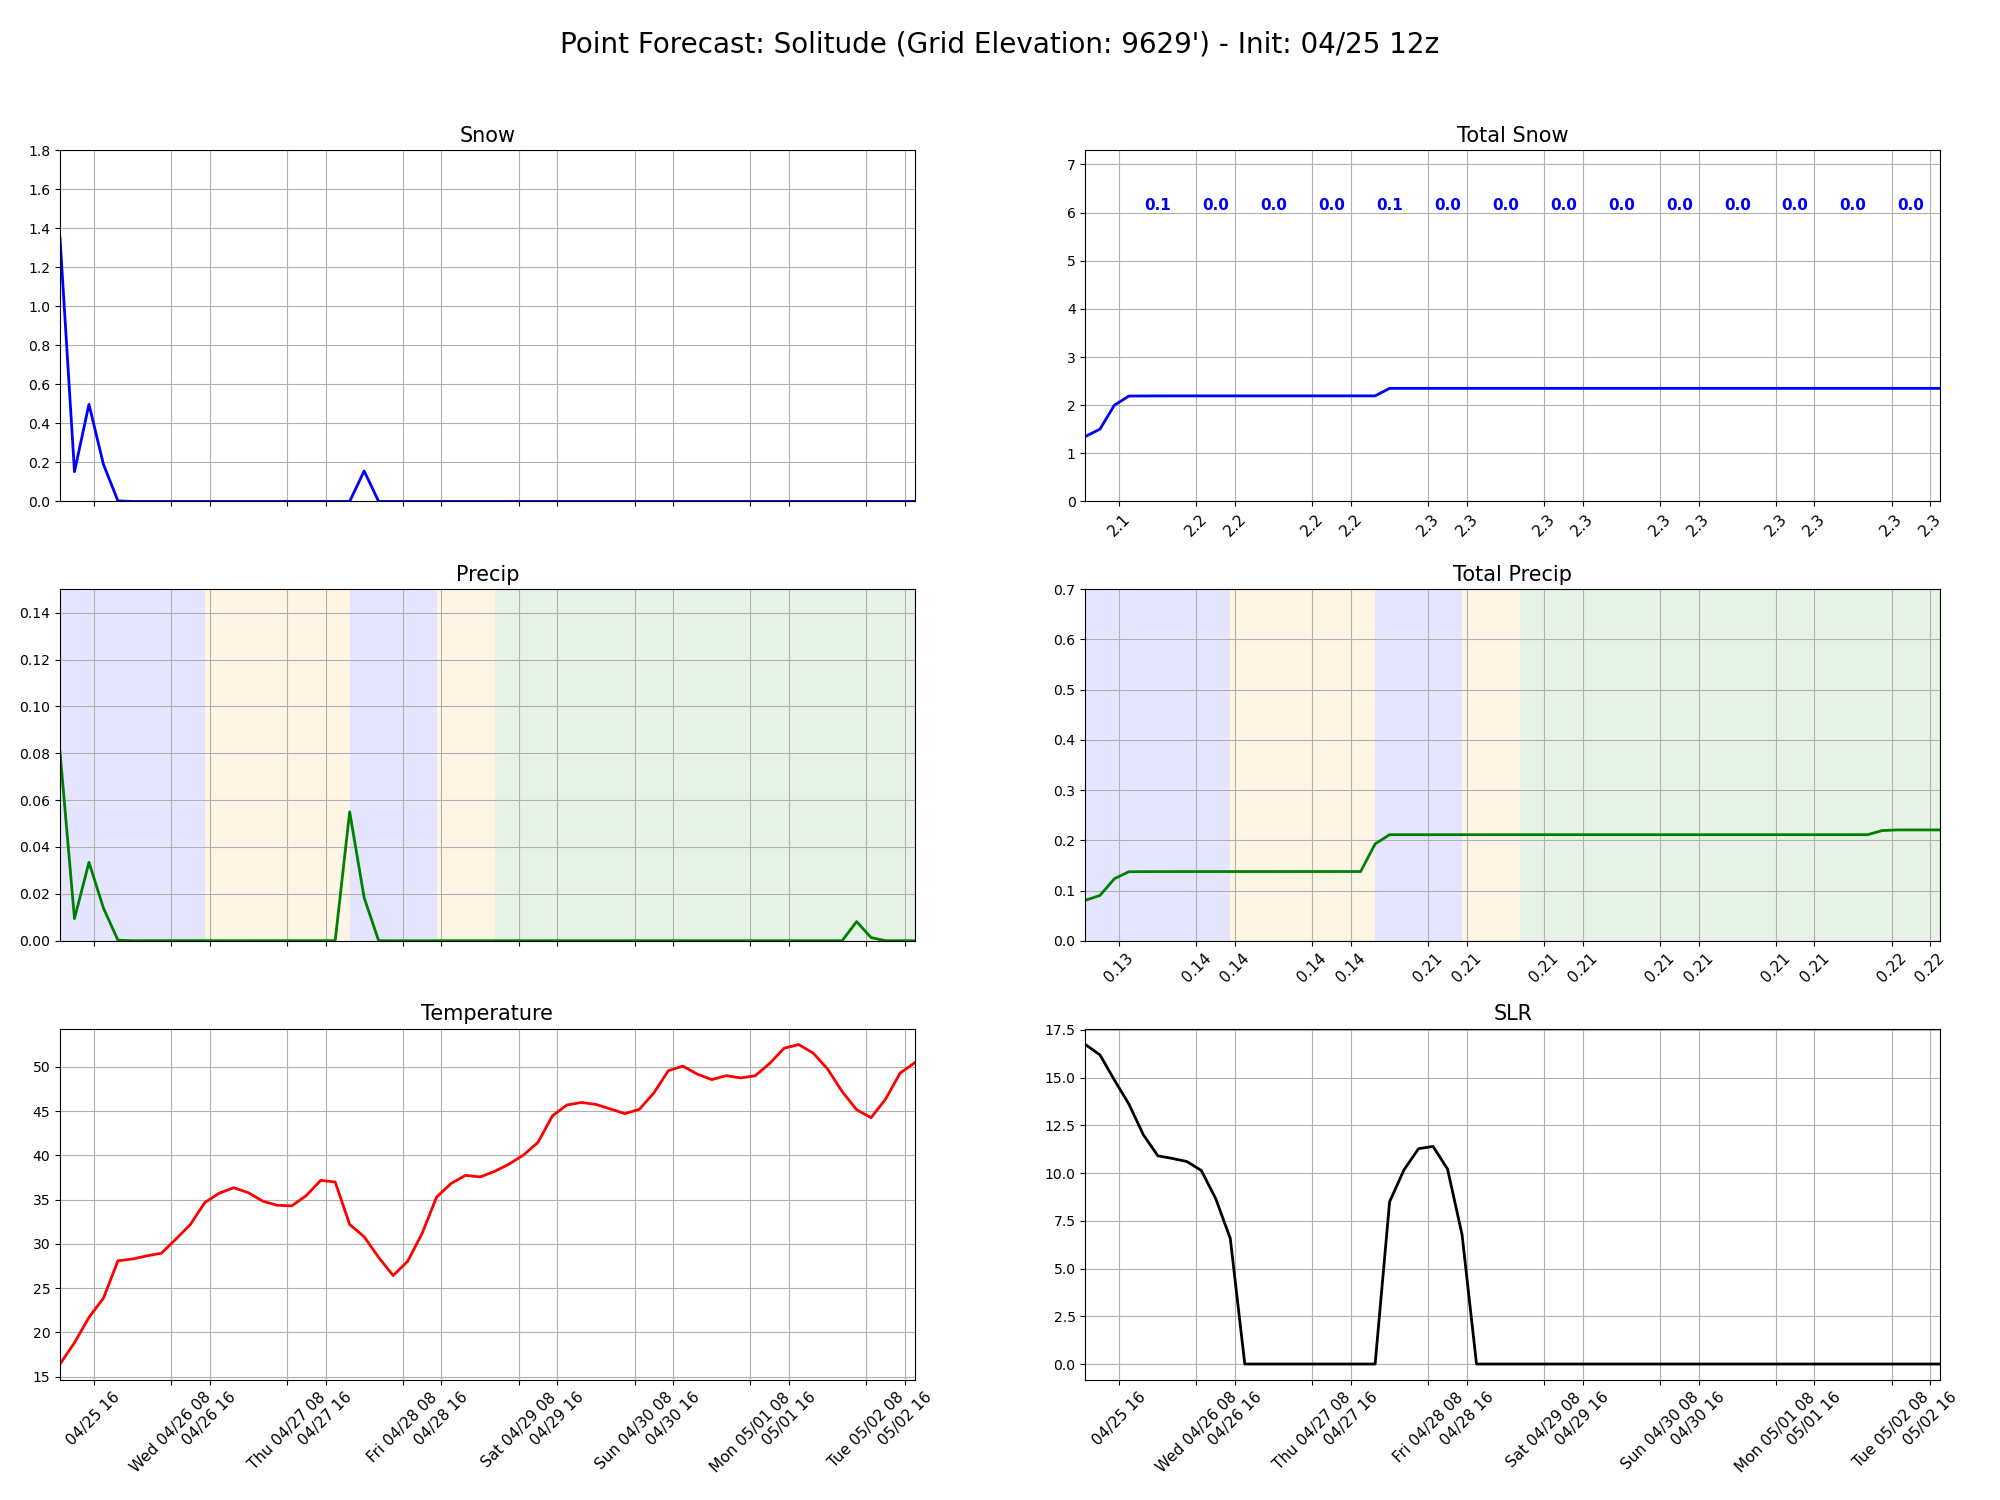 Point Forecast: Solitude (Grid Elevation: 9629') - Init: 04/25 12z
Snow
1.8
1.6
1.4
1.2
1.0
0.8
0.6
0.4
0.2
0.0
Total Snow
7
6
5
4
3
2
1
0
0.1 0.0 0.0 0.0 0.1 0.0 0.0 0.0 0.0 0.0 0.0 0.0 0.0 0.0
2.1 2.2 2.2 2.2 2.2 2.3 2.3 2.3 2.3 2.3 2.3 2.3 2.3 2.3 2.3
Precip
0.14
0.12
0.10
0.08
0.06
0.04
0.02
0.00
Total Precip
0.7
0.6
0.5
0.4
0.3
0.2
0.1
0.0
0.13 0.14 0.14 0.14 0.14 0.21 0.21 0.21 0.21 0.21 0.21 0.21 0.21 0.22 0.22
Temperature
50
45
40
35
30
25
20
15
04/25 16
Wed 04/26 08
04/26 16
Thu 04/27 08
04/27 16
Fri 04/28 08
04/28 16
Sat 04/29 08
04/29 16
Sun 04/30 08
04/30 16
Mon 05/01 08
05/01 16
Tue 05/02 08
05/02 16
SLR
17.5
15.0
12.5
10.0
7.5
5.0
2.5
0.0
04/25 16
Wed 04/26 08
04/26 16
Thu 04/27 08
04/27 16
Fri 04/28 08
04/28 16
Sat 04/29 08
04/29 16
Sun 04/30 08
04/30 16
Mon 05/01 08
05/01 16
Tue 05/02 08
05/02 16